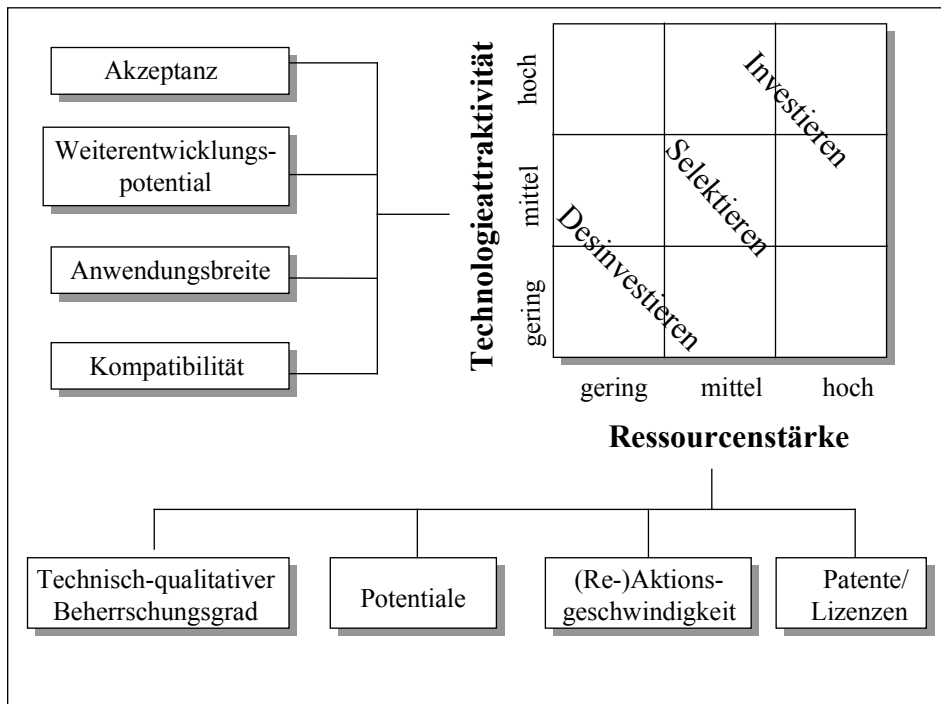 Akzeptanz
Weiterentwicklungs-
potential
Anwendungsbreite
Kompatibilität
Technologieattraktivität
hoch
mittel
gering
Investieren
Selektieren
Desinvestieren
gering
mittel
hoch
Ressourcenstärke
Technisch-qualitativer
Beherrschungsgrad
Potentiale
(Re-)Aktions-
geschwindigkeit
Patente/
Lizenzen